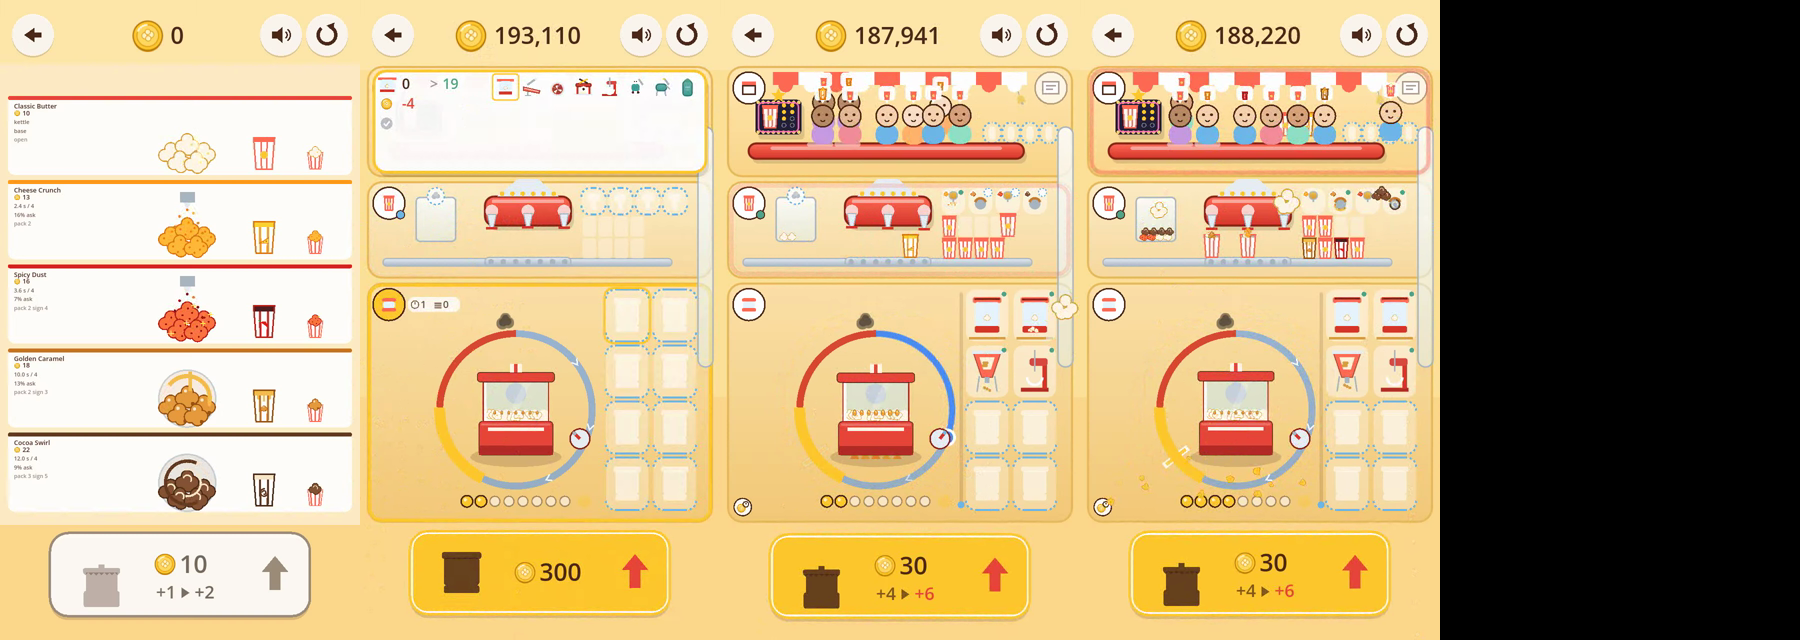 0
Classic Butter
10
kettle
base
open
Cheese Crunch
13
2.4 s / 4
16% ask
pack 2
Spicy Dust
16
3.6 s / 4
7% ask
pack 2 sign 4
Golden Caramel
18
10.0 s / 4
13% ask
pack 2 sign 3
Cocoa Swirl
22
12.0 s / 4
9% ask
pack 3 sign 5
10
+1 ▸ +2
193,110
0 > 19
-4
1 0
300
187,941
30
+4 ▸ +6
188,220
30
+4 ▸ +6